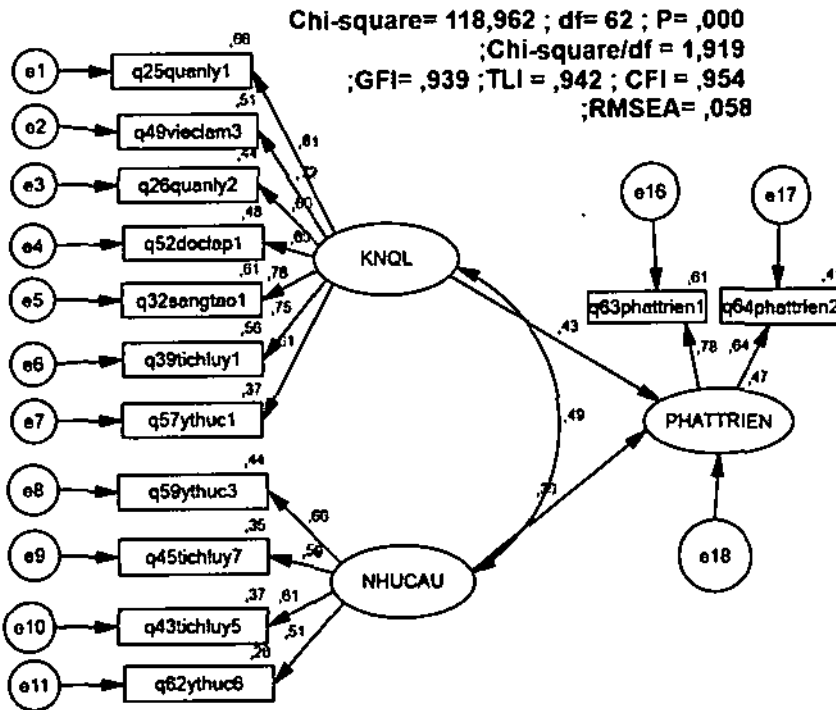 Chi-square= 118,962 ; df= 62 ; P= ,000
;Chi-square/df = 1,919
;GFI= ,939 ;TLI = ,942 ; CFI = ,954
;RMSEA= ,058
e1
q25quanly1
,66
,81
e2
q49vieclam3
,51
,72
e3
q26quanly2
,44
e4
q52doclap1
,48
e5
q32sangtao1
,61
,78
e6
q39tichluy1
,56
,75
e7
q57ythuc1
,37
KNQL
,43
,49
e16
e17
q63phattrien1
,61
q64phattrien2
,78
,64
,47
PHATTRIEN
e18
e8
q59ythuc3
,44
,66
e9
q45tichluy7
,35
,59
e10
q43tichluy5
,37
,61
e11
q62ythuc6
,51
NHUCAU